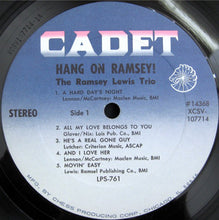 CADET
HANG ON RAMSEY!
The Ramsey Lewis Trio
STEREO
Side 1
#14368
XCSV-
107714
1. A HARD DAY'S NIGHT
Lennon/McCartney: Maclen Music, BMI
2. ALL MY LOVE BELONGS TO YOU
Glover/Nix: Lois Pub. Co., BMI
3. HE'S A REAL GONE GUY
Lutcher: Criterion Music, ASCAP
4. AND I LOVE HER
Lennon/McCartney: Maclen Music, BMI
5. MOVIN' EASY
Lewis: Ramsel Publishing Co., BMI
LPS-761
MFG. BY CHESS PRODUCING CORP. CHICAGO